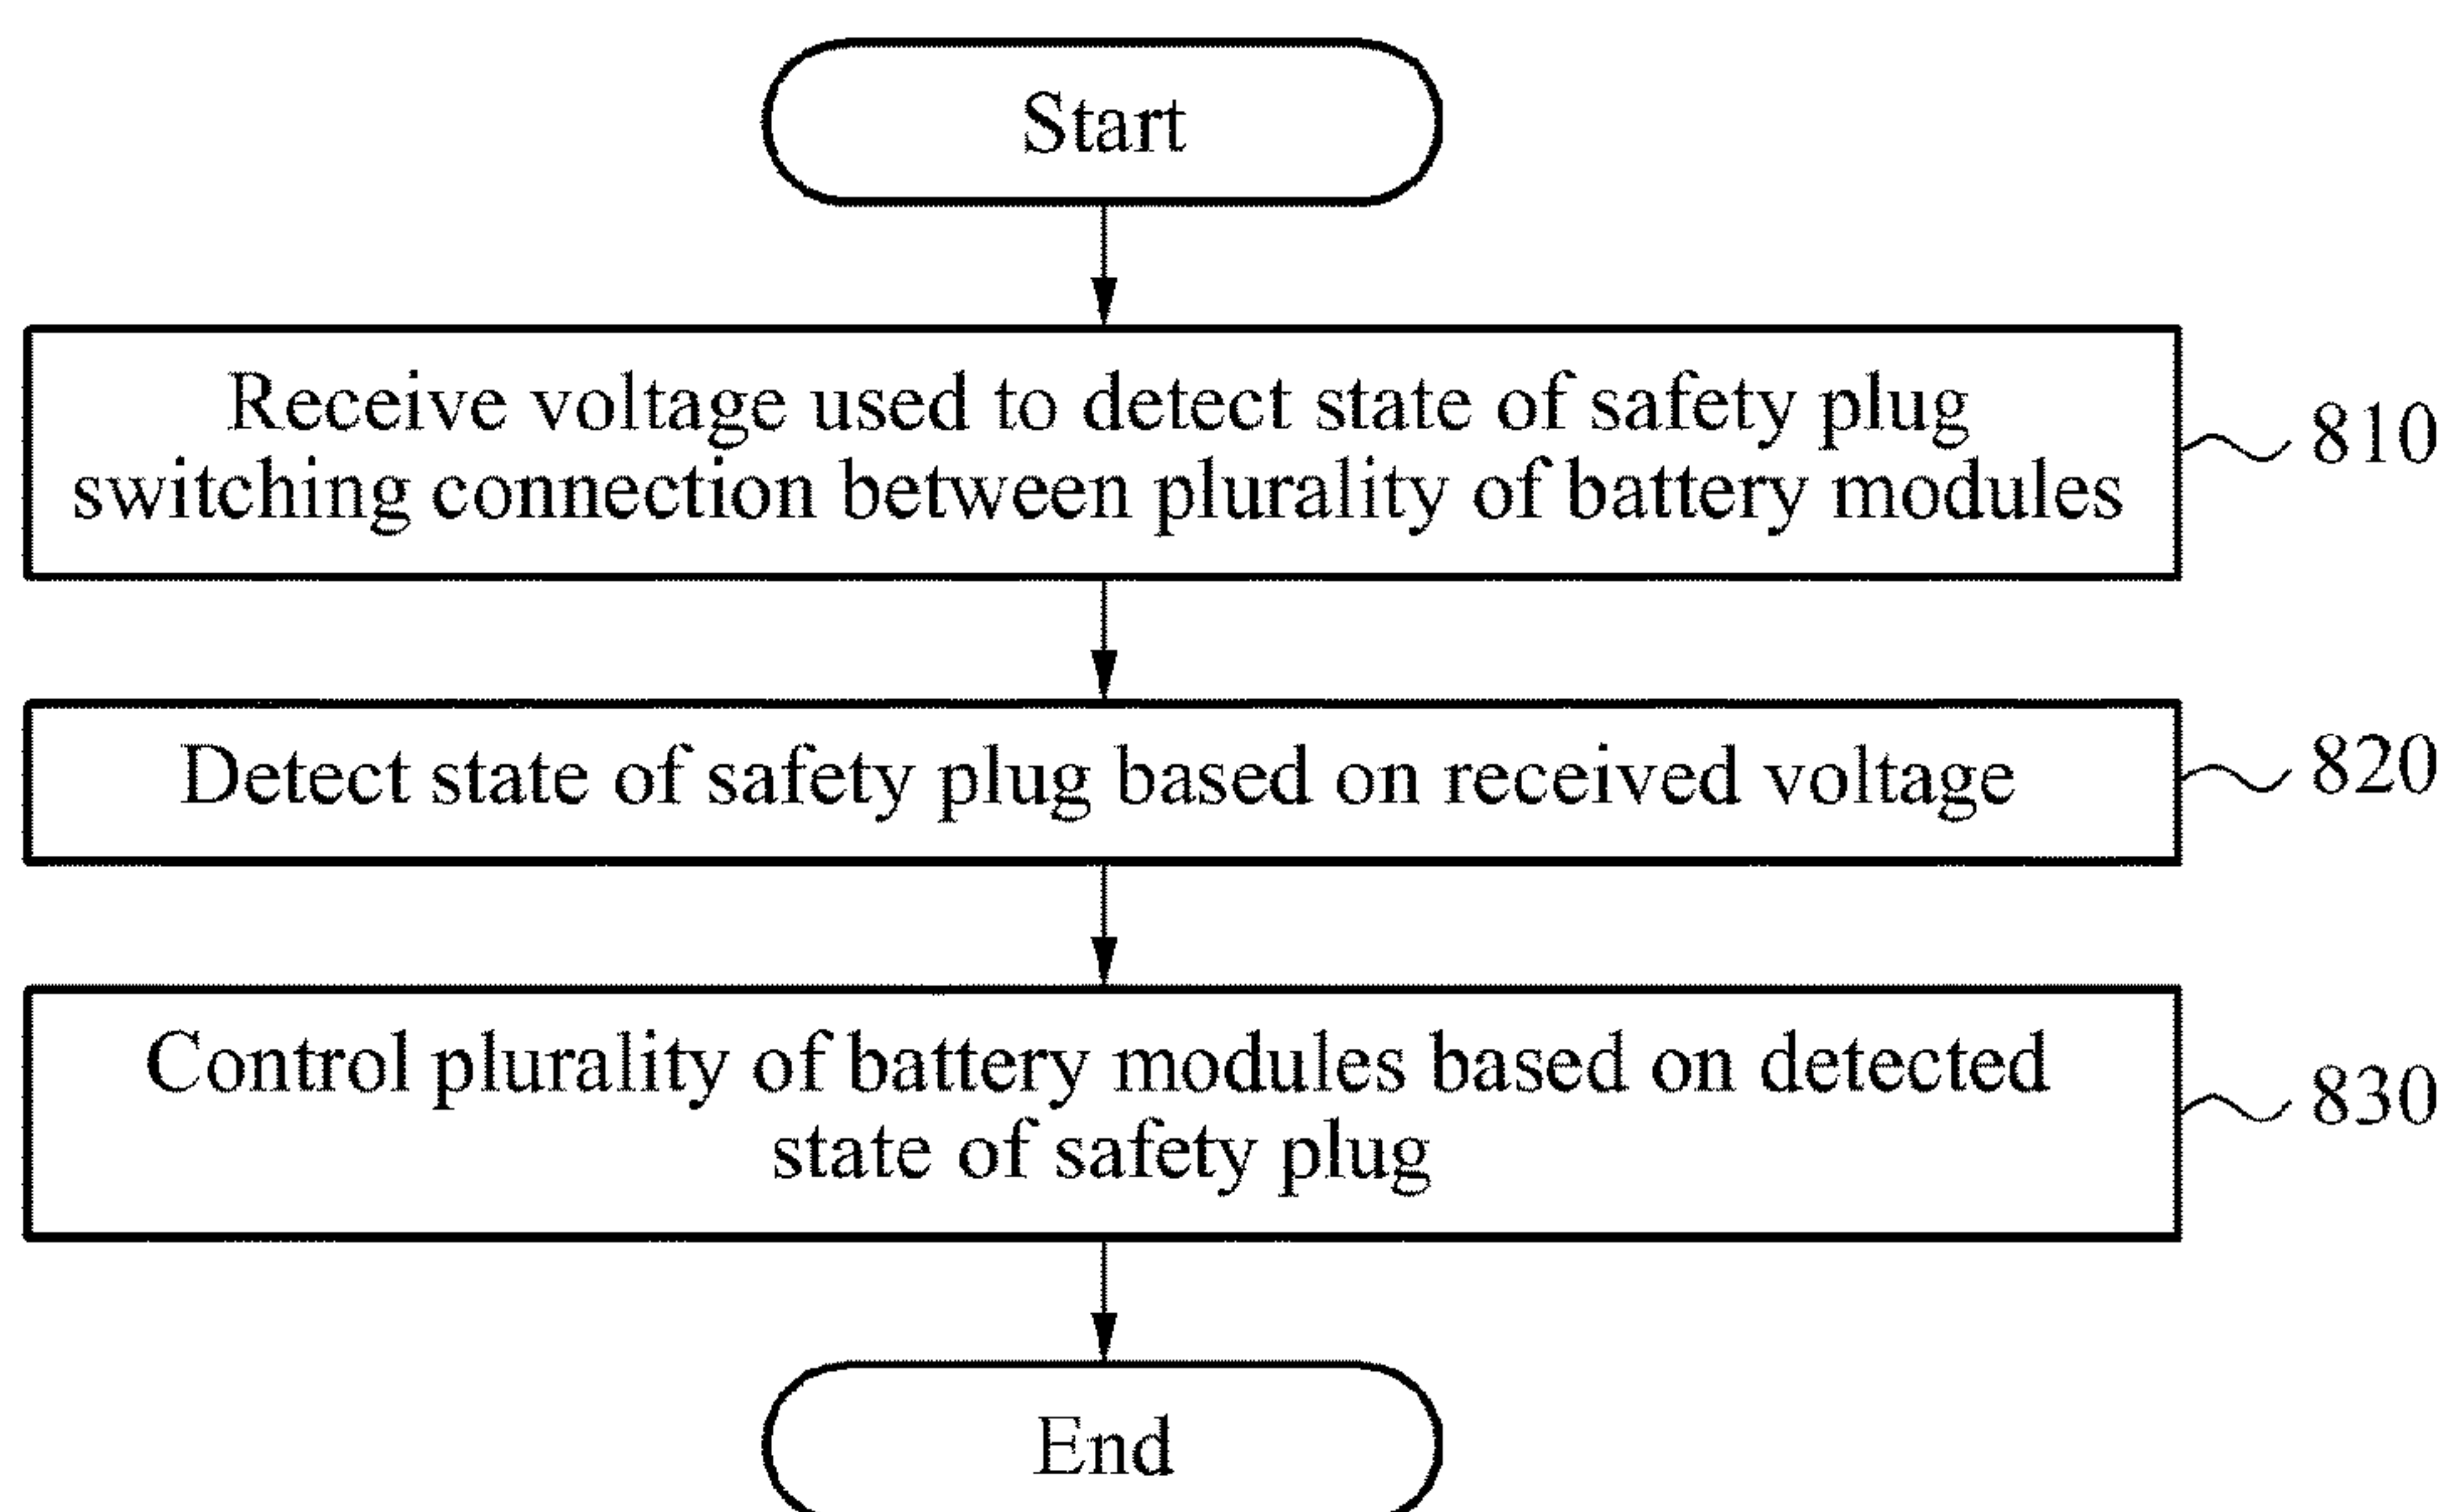 Start
Receive voltage used to detect state of safety plug
switching connection between plurality of battery modules
810
Detect state of safety plug based on received voltage
820
Control plurality of battery modules based on detected
state of safety plug
830
End